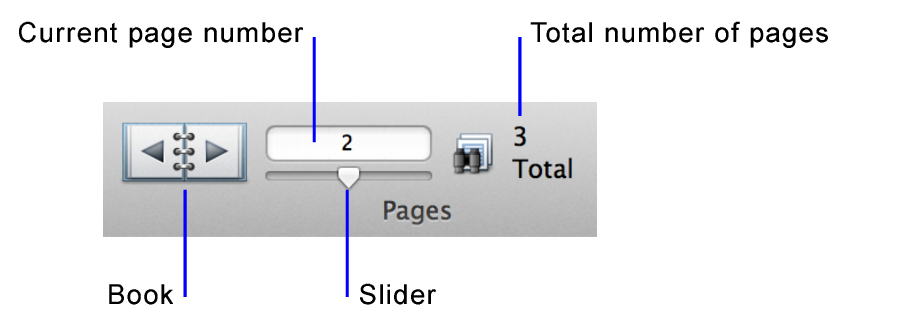 Current page number
Total number of pages
2
3
Total
Pages
Book
Slider